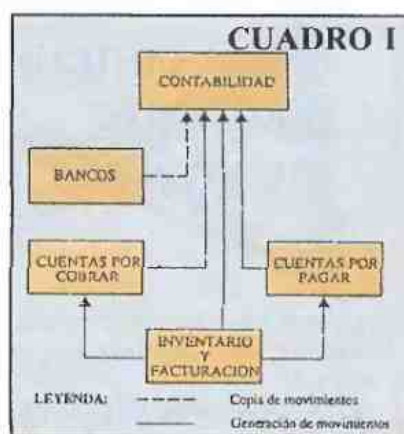 CUADRO I
CONTABILIDAD
BANCOS
CUENTAS POR
COBRAR
CUENTAS POR
PAGAR
INVENTARIO
Y
FACTURACION
LEYENDA:
Copia de movimientos
Generación de movimientos